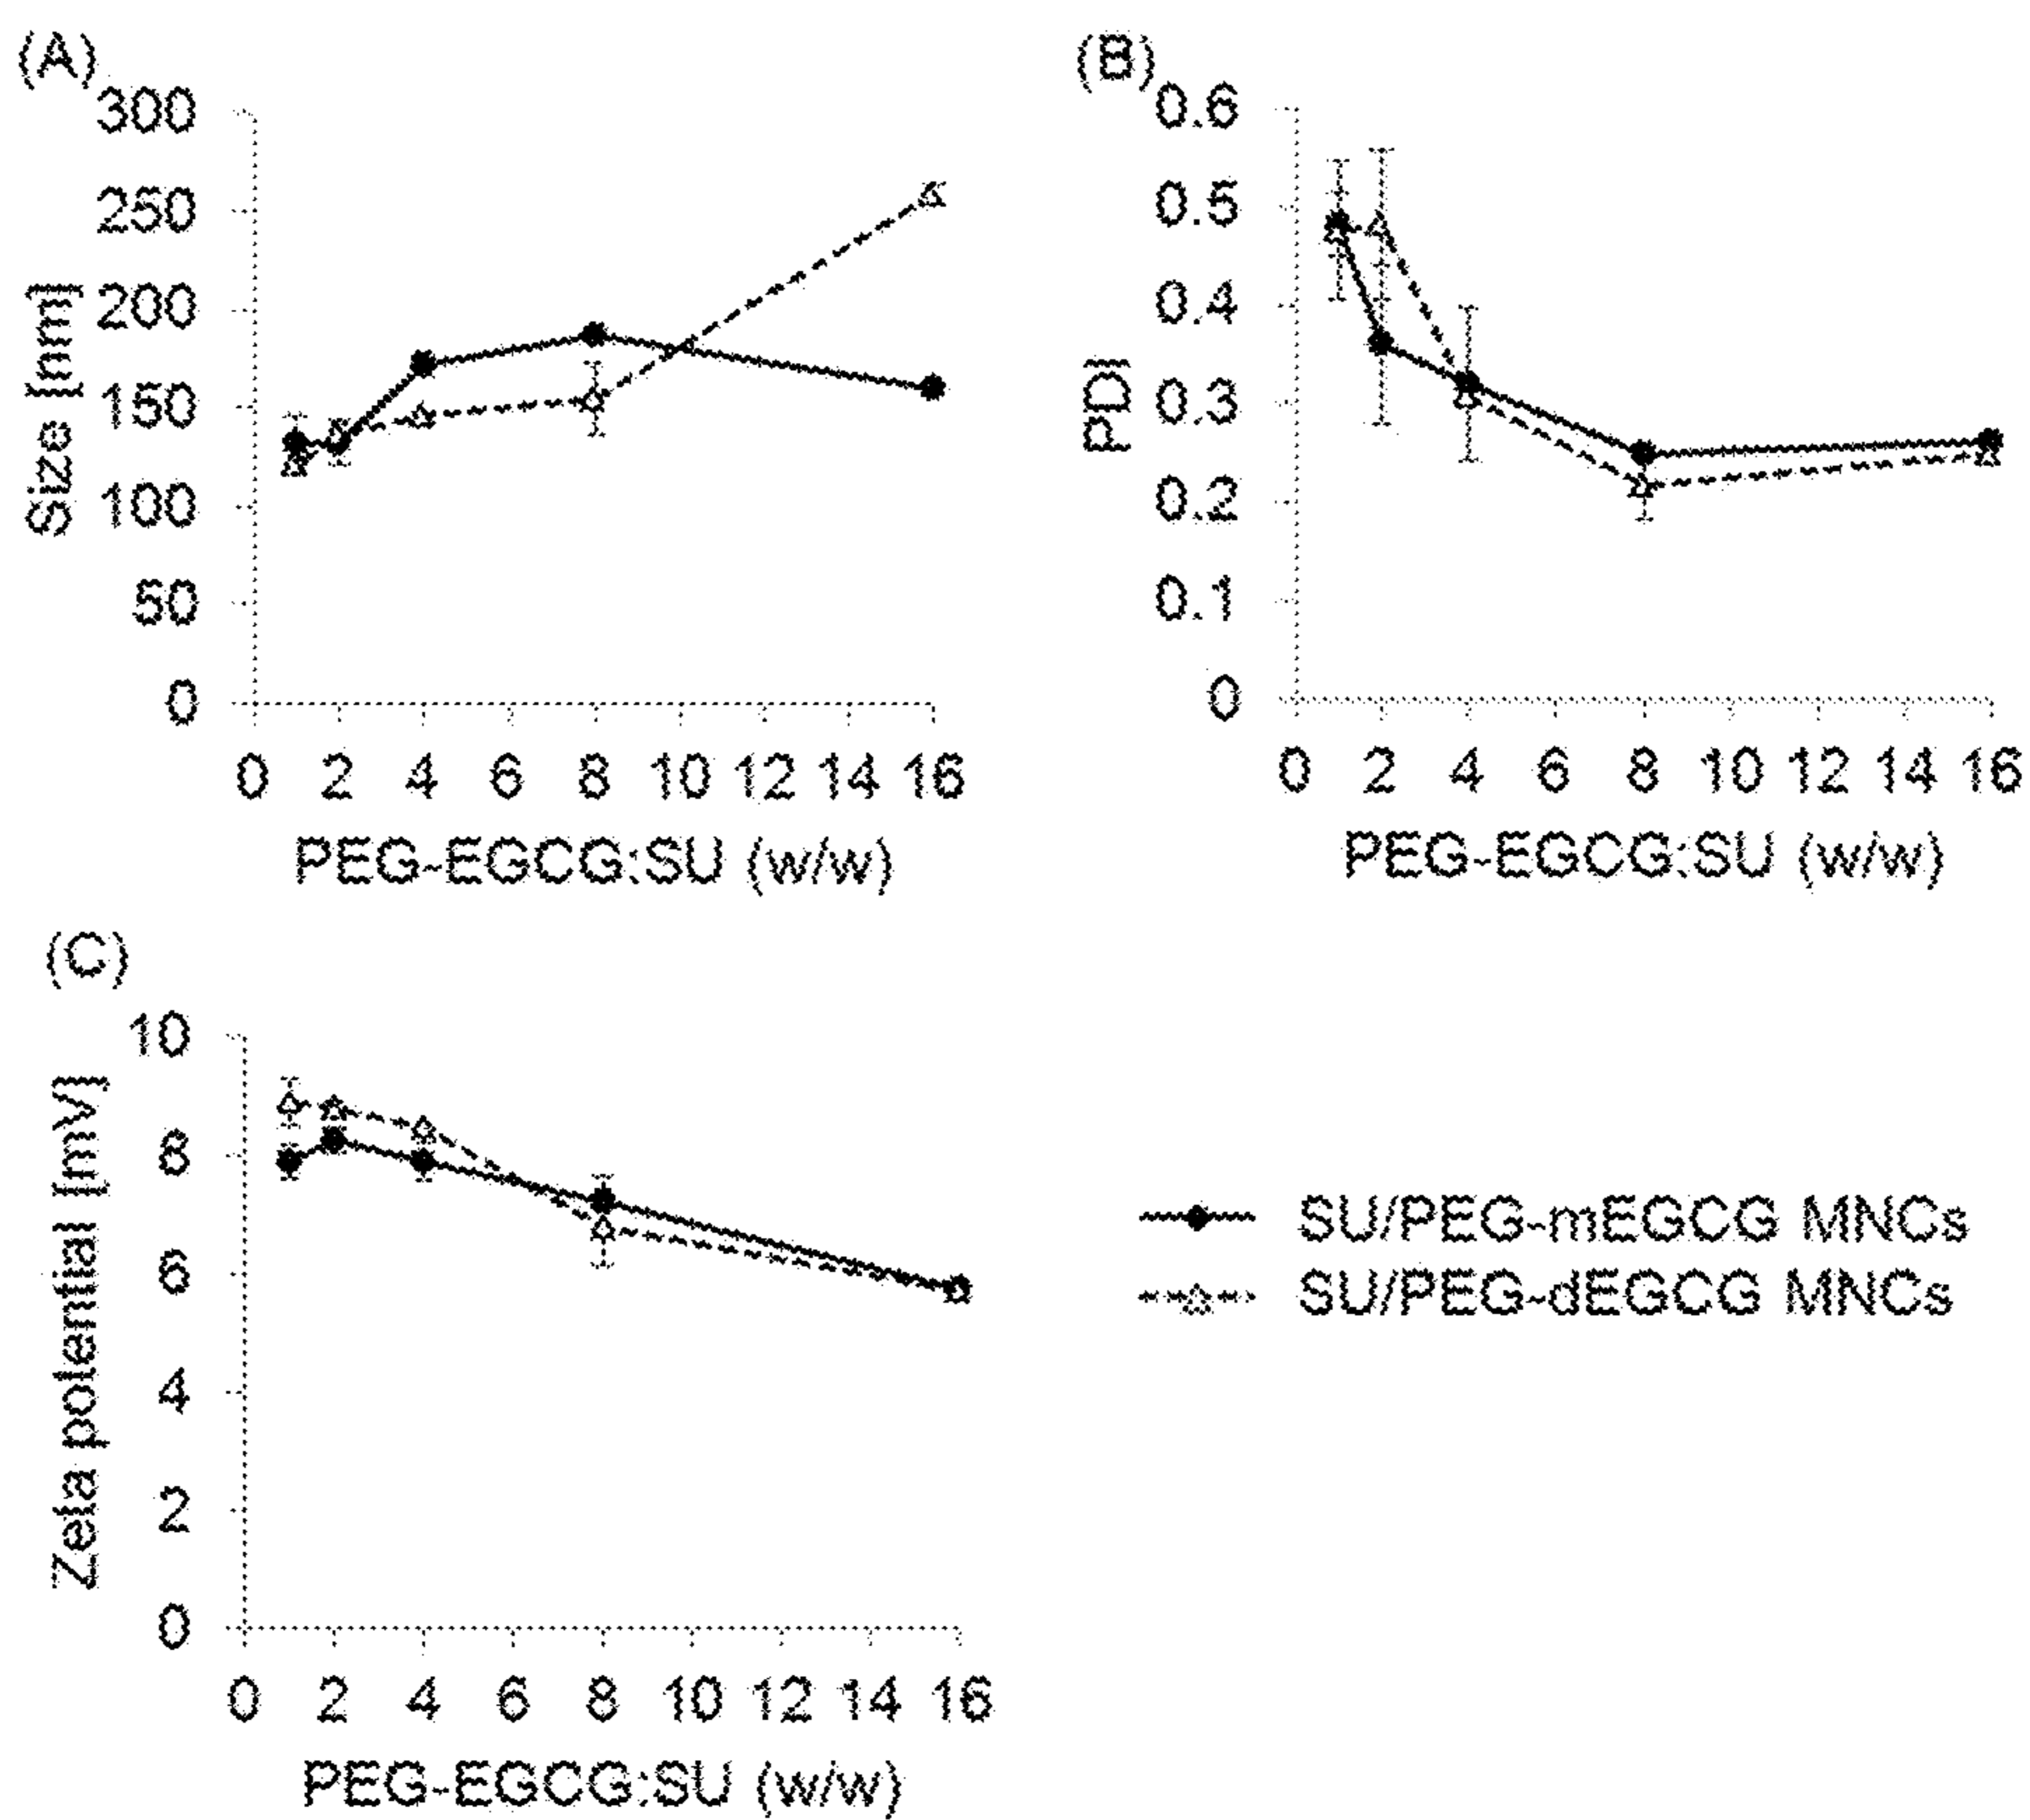 (A)
300
250
200
150
100
50
0
Size [nm]
0 2 4 6 8 10 12 14 16
PEG-EGCG:SU (w/w)
(B)
0.6
0.5
0.4
0.3
0.2
0.1
0
PDI
0 2 4 6 8 10 12 14 16
PEG-EGCG:SU (w/w)
(C)
10
8
6
4
2
0
Zeta potential [mV]
0 2 4 6 8 10 12 14 16
PEG-EGCG:SU (w/w)
SU/PEG-mEGCG MNCs
SU/PEG-dEGCG MNCs